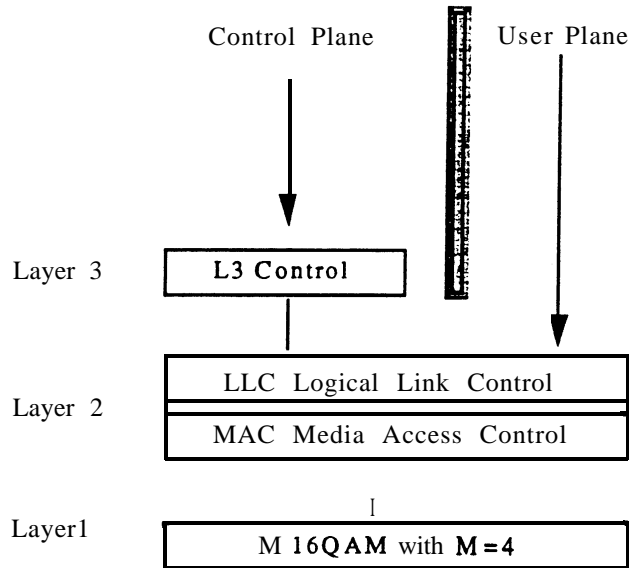 Control Plane
User Plane
Layer 3
L3 Control
LLC Logical Link Control
Layer 2
MAC Media Access Control
Layer1
M 16QAM with M=4